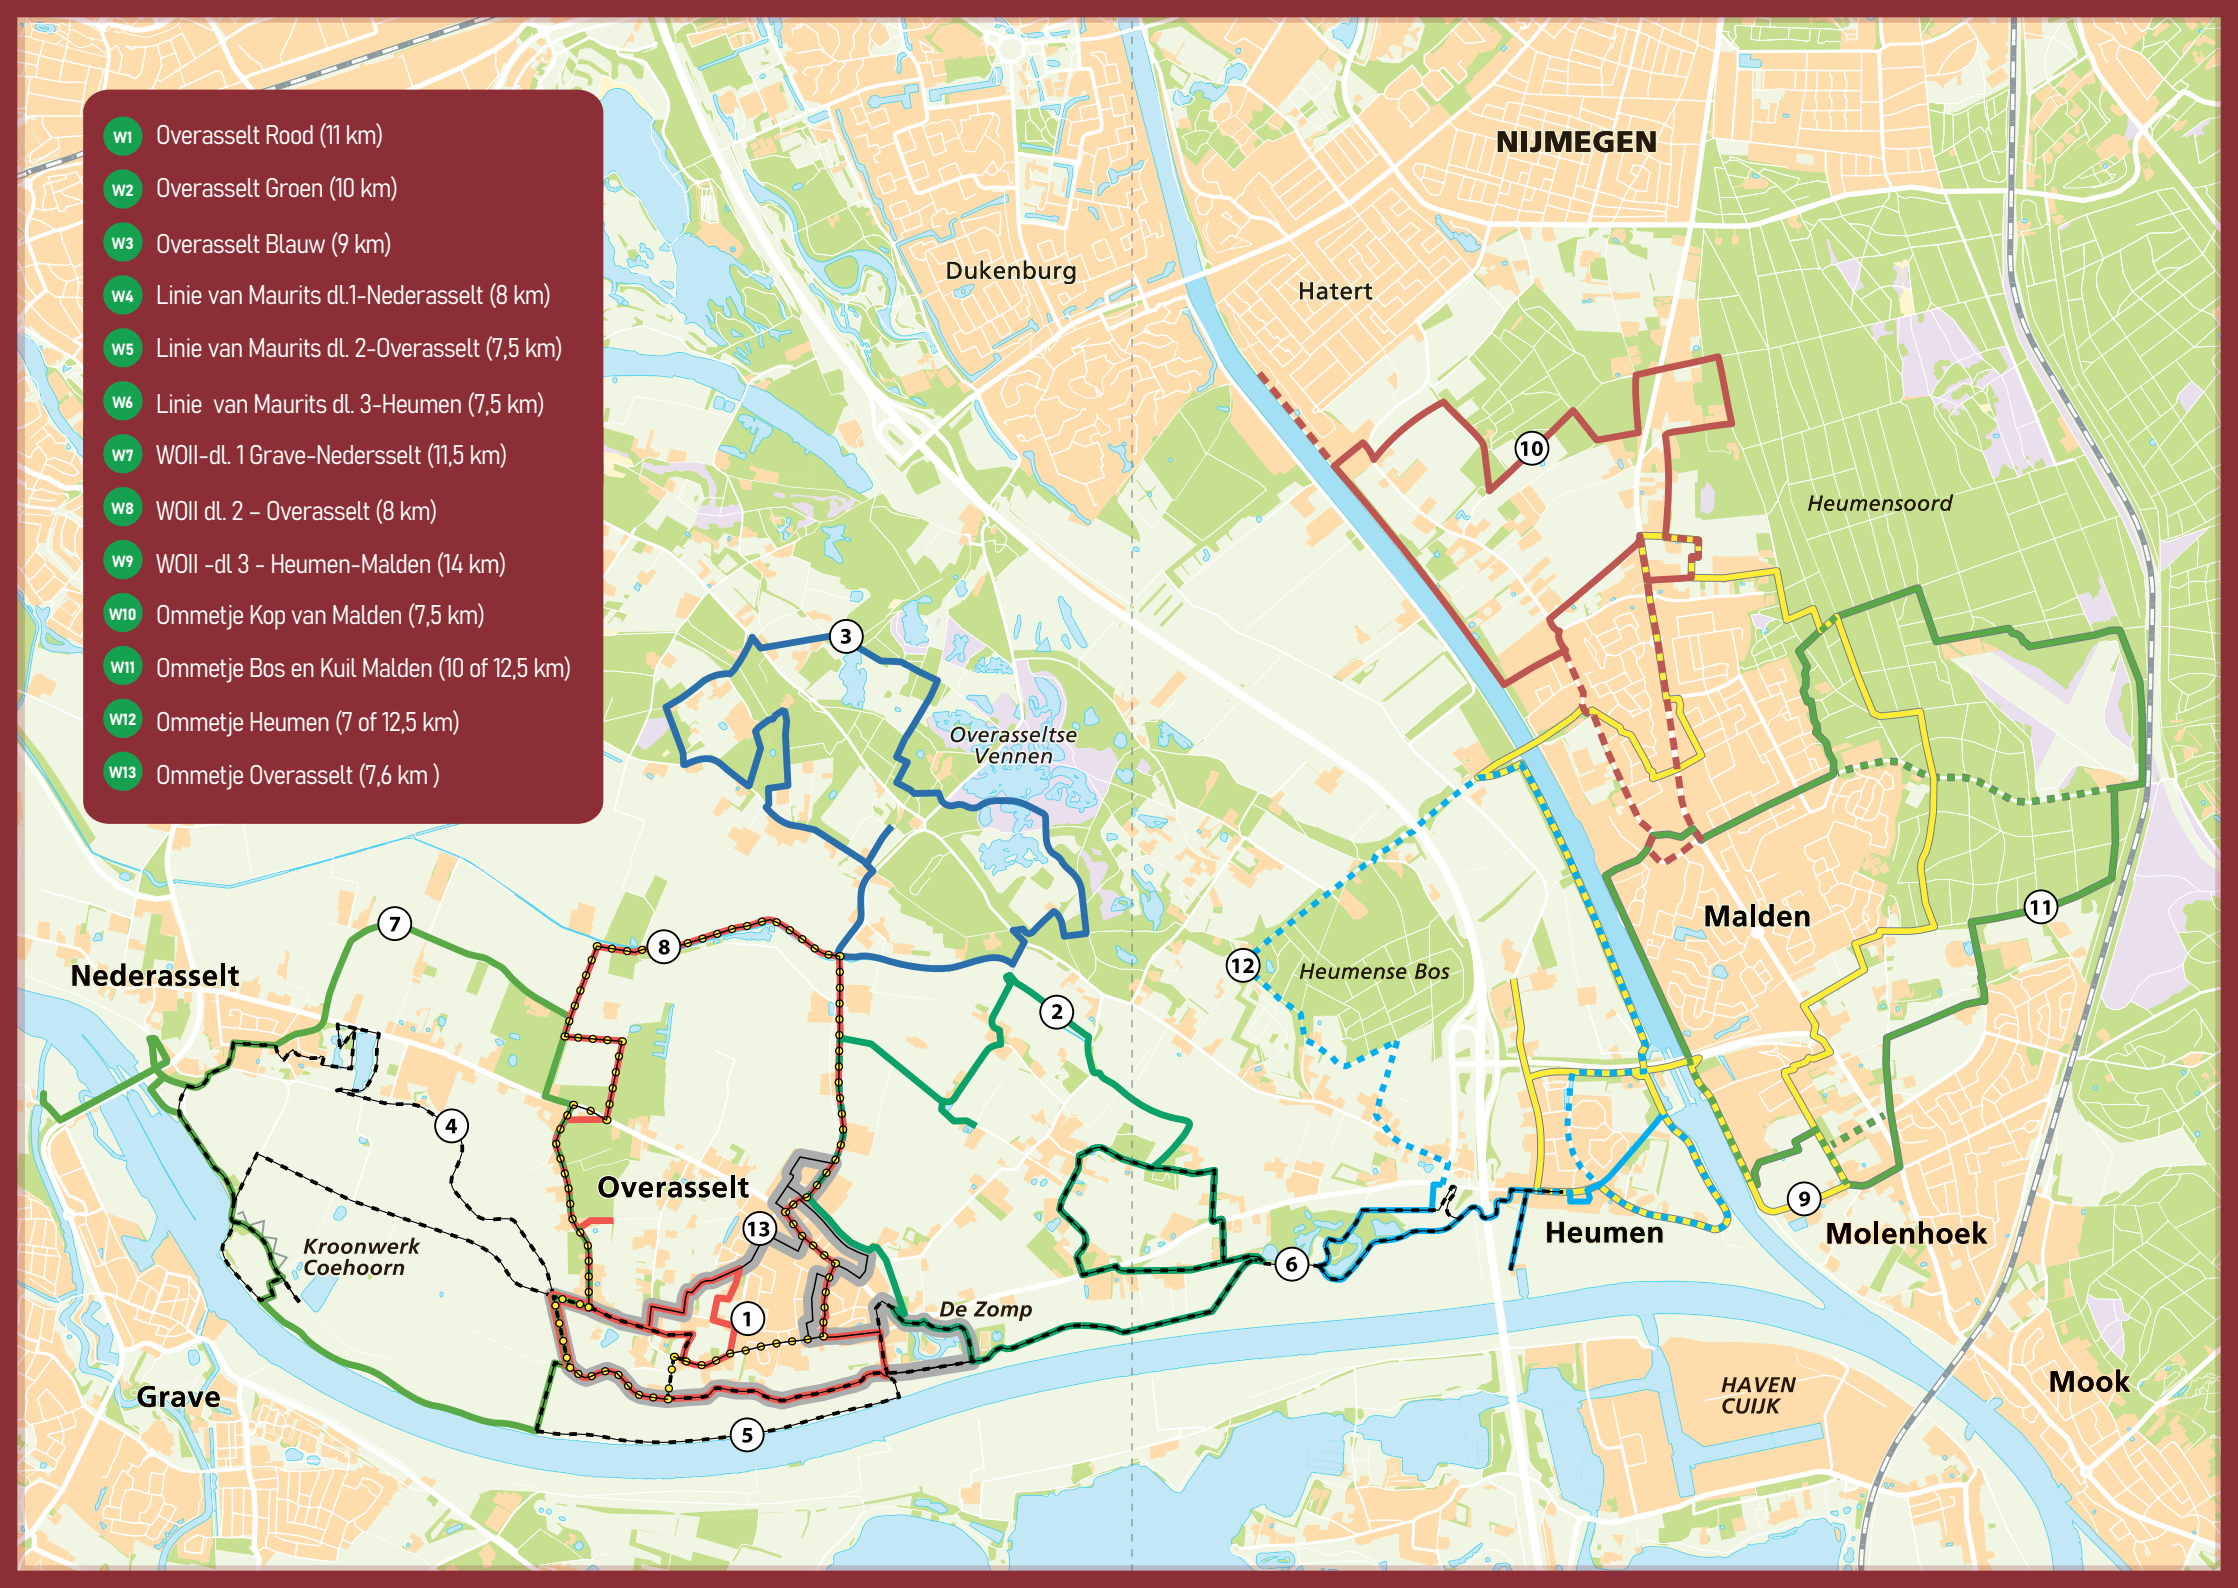 W1 Overasselt Rood (11 km)
W2 Overasselt Groen (10 km)
W3 Overasselt Blauw (9 km)
W4 Linie van Maurits dl.1-Nederasselt (8 km)
W5 Linie van Maurits dl. 2-Overasselt (7,5 km)
W6 Linie  van Maurits dl. 3-Heumen (7,5 km)
W7 WOII-dl. 1 Grave-Nedersselt (11,5 km)
W8 WOII dl. 2 – Overasselt (8 km)
W9 WOII -dl 3 - Heumen-Malden (14 km)
W10 Ommetje Kop van Malden (7,5 km)
W11 Ommetje Bos en Kuil Malden (10 of 12,5 km)
W12 Ommetje Heumen (7 of 12,5 km)
W13 Ommetje Overasselt (7,6 km )
NIJMEGEN
Dukenburg
Hatert
10
Heumensoord
3
Overasseltse
Vennen
11
Malden
7
8
12
Heumense Bos
Nederasselt
2
4
Overasselt
9
13
Heumen
Molenhoek
Kroonwerk
Coehoorn
6
De Zomp
1
Grave
HAVEN
CUIJK
Mook
5